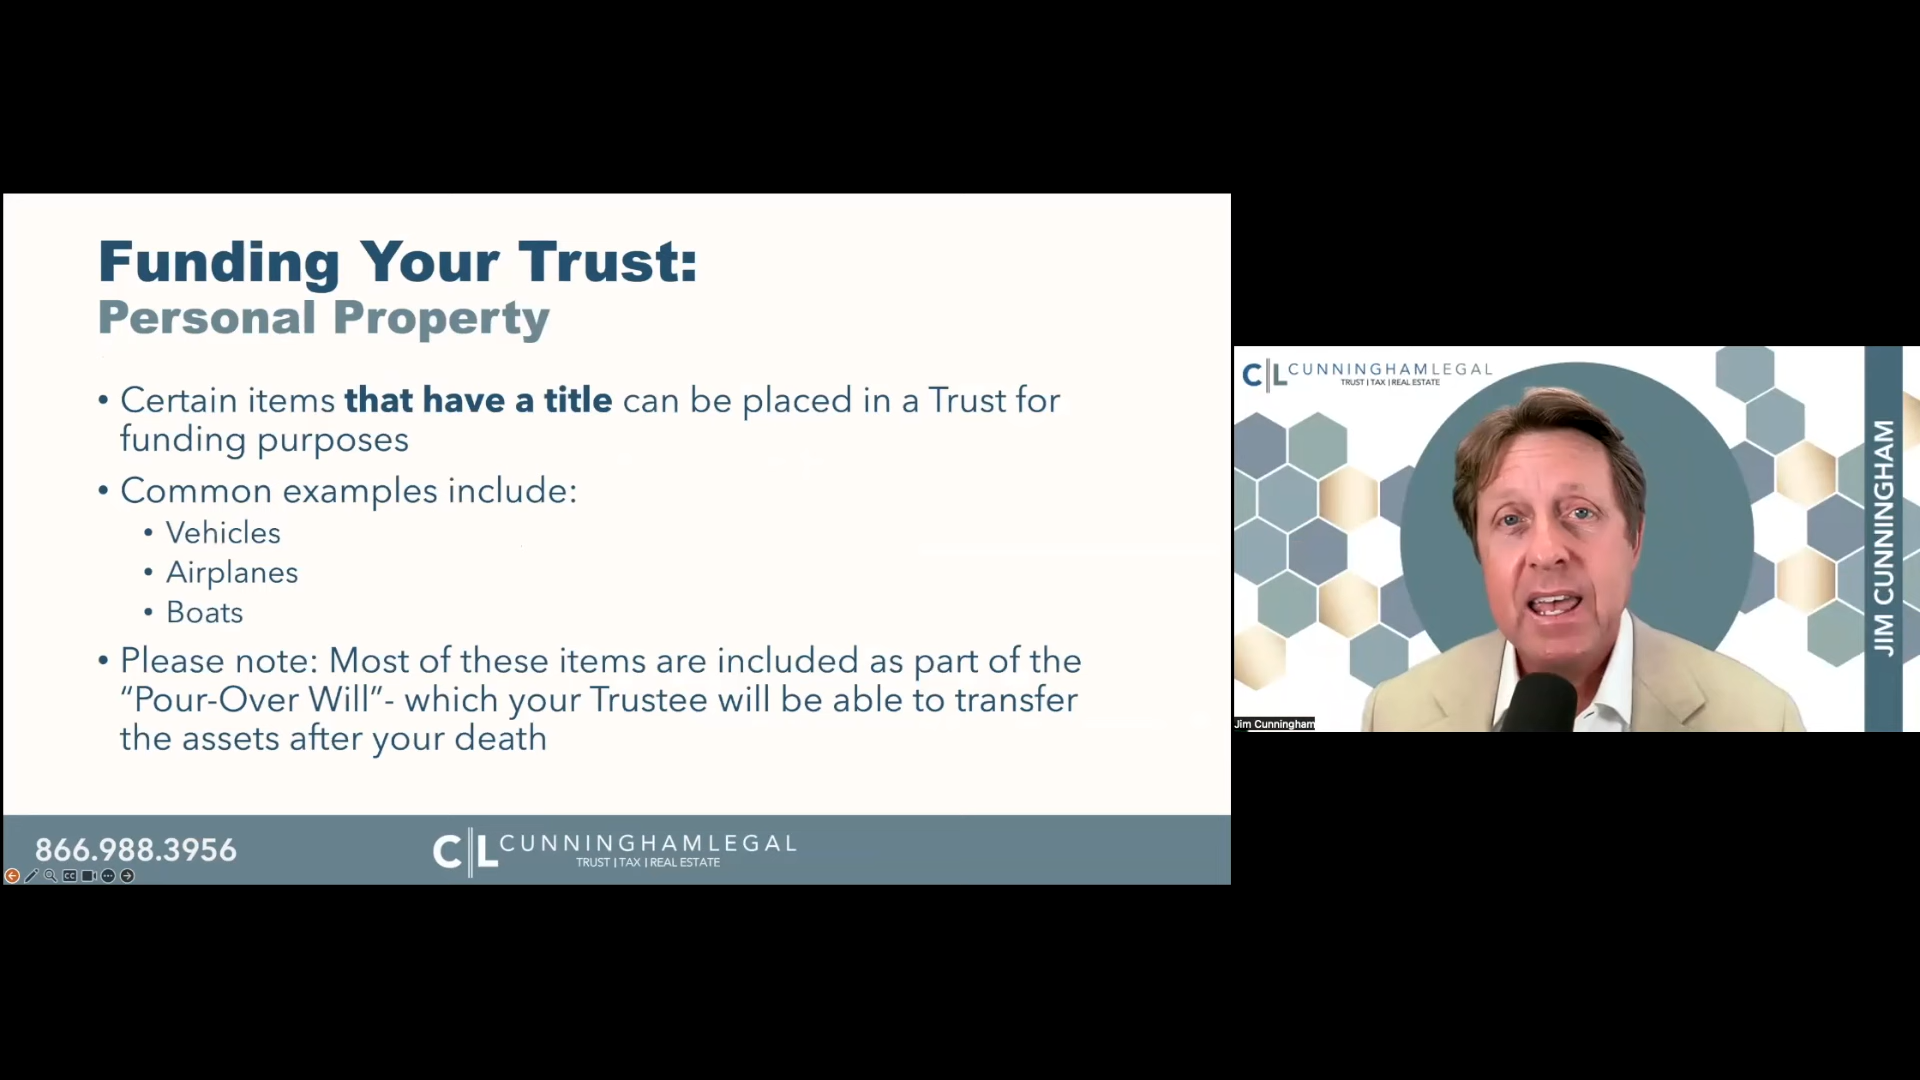 Funding Your Trust:
Personal Property
• Certain items that have a title can be placed in a Trust for
funding purposes
• Common examples include:
• Vehicles
• Airplanes
• Boats
• Please note: Most of these items are included as part of the
“Pour-Over Will”- which your Trustee will be able to transfer
the assets after your death
866.988.3956
CL CUNNINGHAMLEGAL
TRUST | TAX | REAL ESTATE
CC
CL CUNNINGHAMLEGAL
TRUST | TAX | REAL ESTATE
JIM CUNNINGHAM
Jim Cunningham